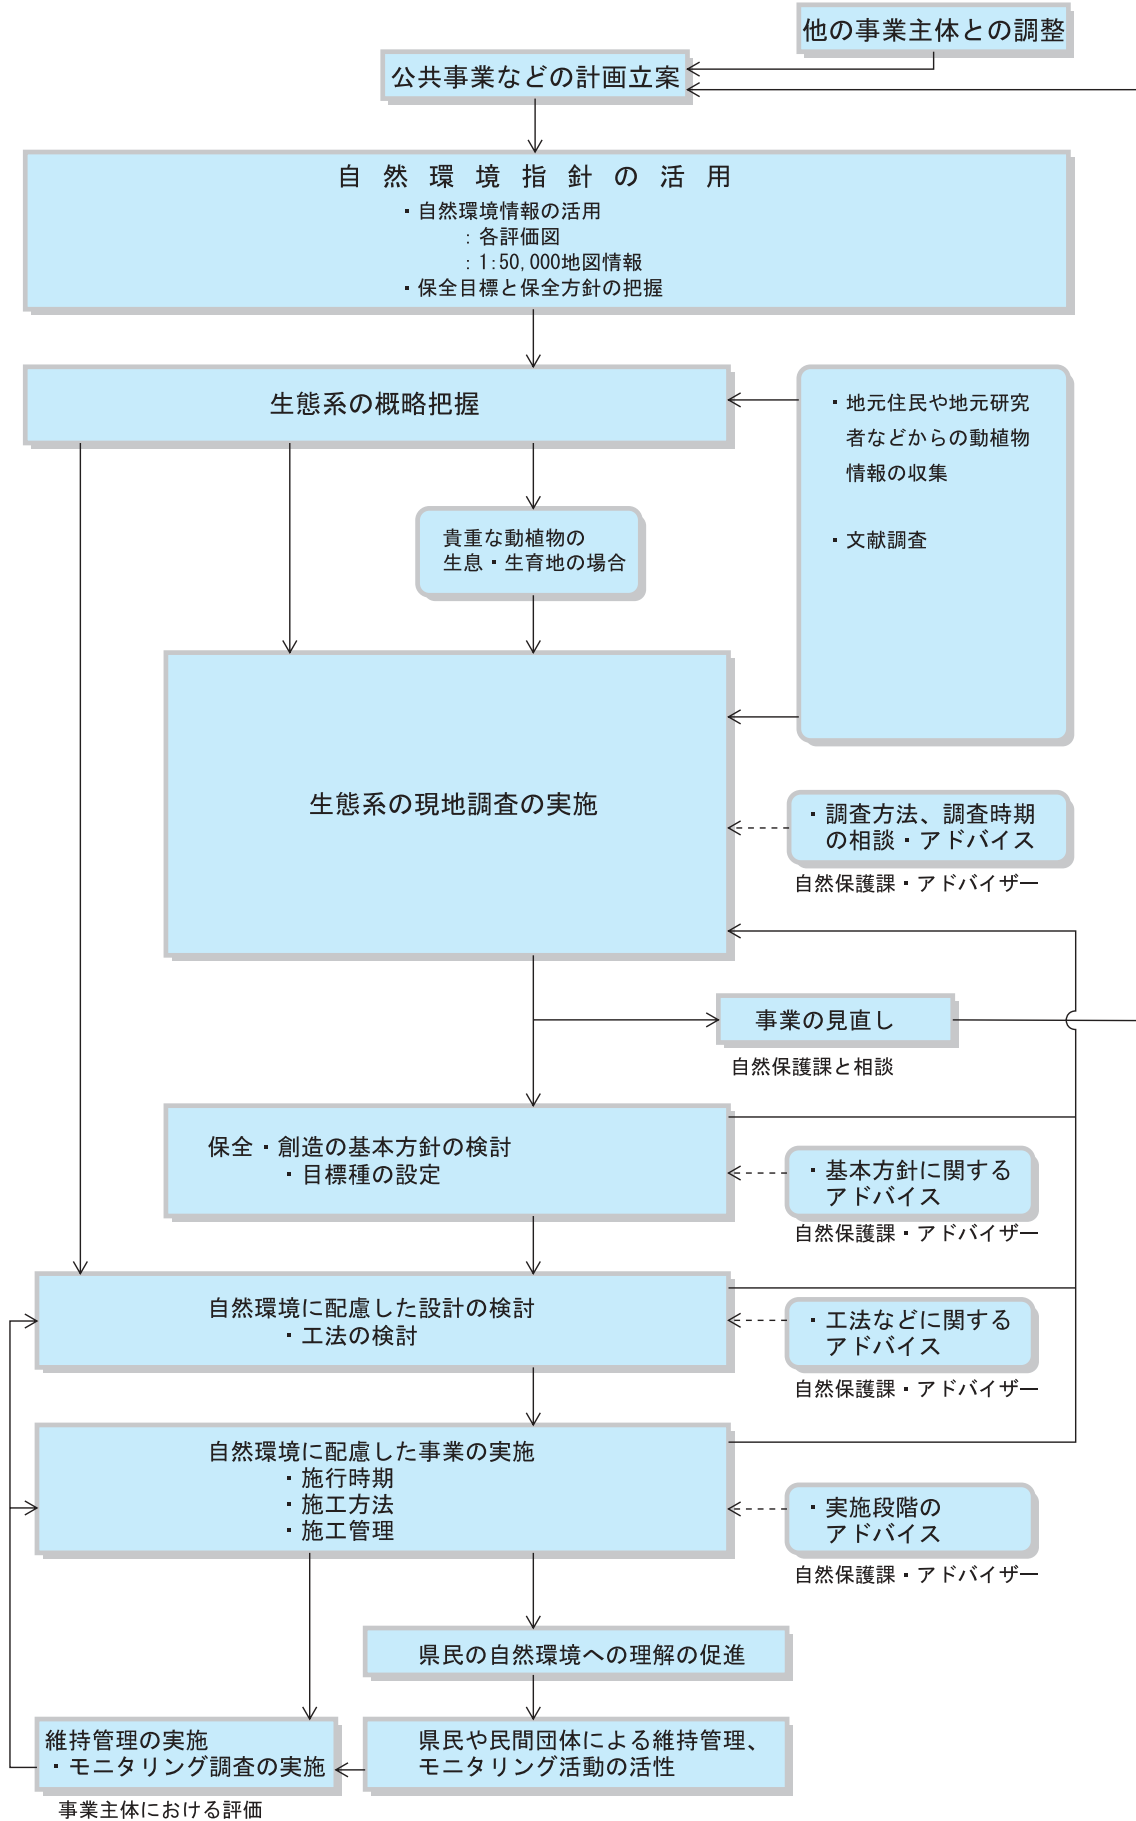 他の事業主体との調整
公共事業などの計画立案
自然環境指針の活用
・自然環境情報の活用
：各評価図
：1:50,000地図情報
・保全目標と保全方針の把握
生態系の概略把握
・地元住民や地元研究
者などからの動植物
情報の収集
・文献調査
貴重な動植物の
生息・生育地の場合
生態系の現地調査の実施
・調査方法、調査時期
の相談・アドバイス
自然保護課・アドバイザー
事業の見直し
自然保護課と相談
保全・創造の基本方針の検討
・目標種の設定
・基本方針に関する
アドバイス
自然保護課・アドバイザー
自然環境に配慮した設計の検討
・工法の検討
・工法などに関する
アドバイス
自然保護課・アドバイザー
自然環境に配慮した事業の実施
・施行時期
・施工方法
・施工管理
・実施段階の
アドバイス
自然保護課・アドバイザー
県民の自然環境への理解の促進
維持管理の実施
・モニタリング調査の実施
県民や民間団体による維持管理、
モニタリング活動の活性
事業主体における評価